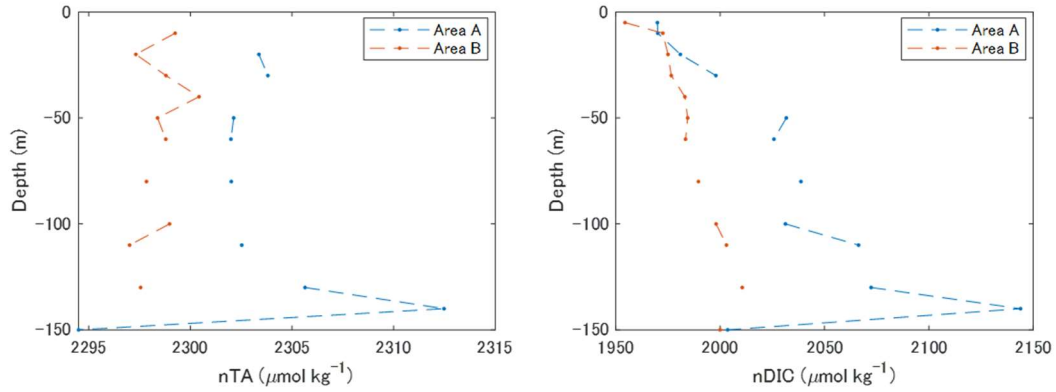 0
−50
−100
−150
Depth (m)
2295
2300
2305
2310
2315
nTA (μmol kg⁻¹)
Area A
Area B
0
−50
−100
−150
Depth (m)
1950
2000
2050
2100
2150
nDIC (μmol kg⁻¹)
Area A
Area B